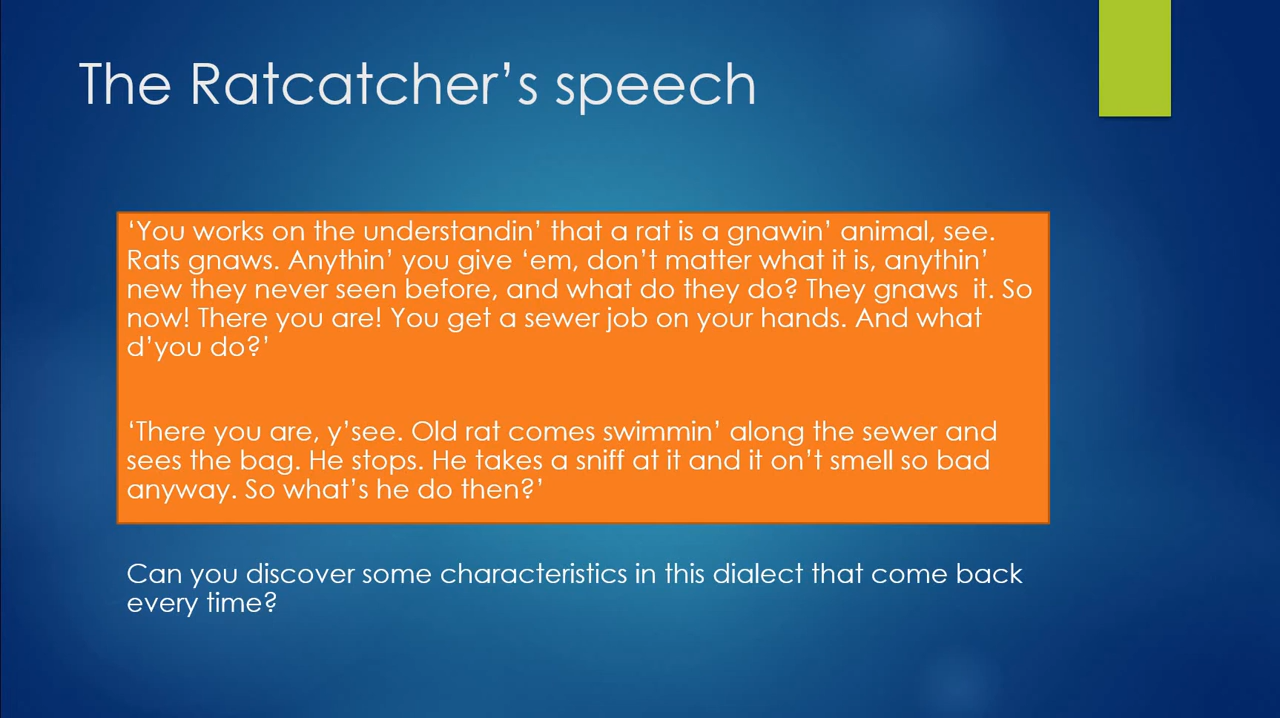 The Ratcatcher’s speech
‘You works on the understandin’ that a rat is a gnawin’ animal, see.
Rats gnaws. Anythin’ you give ‘em, don’t matter what it is, anythin’
new they never seen before, and what do they do? They gnaws  it. So
now! There you are! You get a sewer job on your hands. And what
d’you do?’
‘There you are, y’see. Old rat comes swimmin’ along the sewer and
sees the bag. He stops. He takes a sniff at it and it on’t smell so bad
anyway. So what’s he do then?’
Can you discover some characteristics in this dialect that come back
every time?